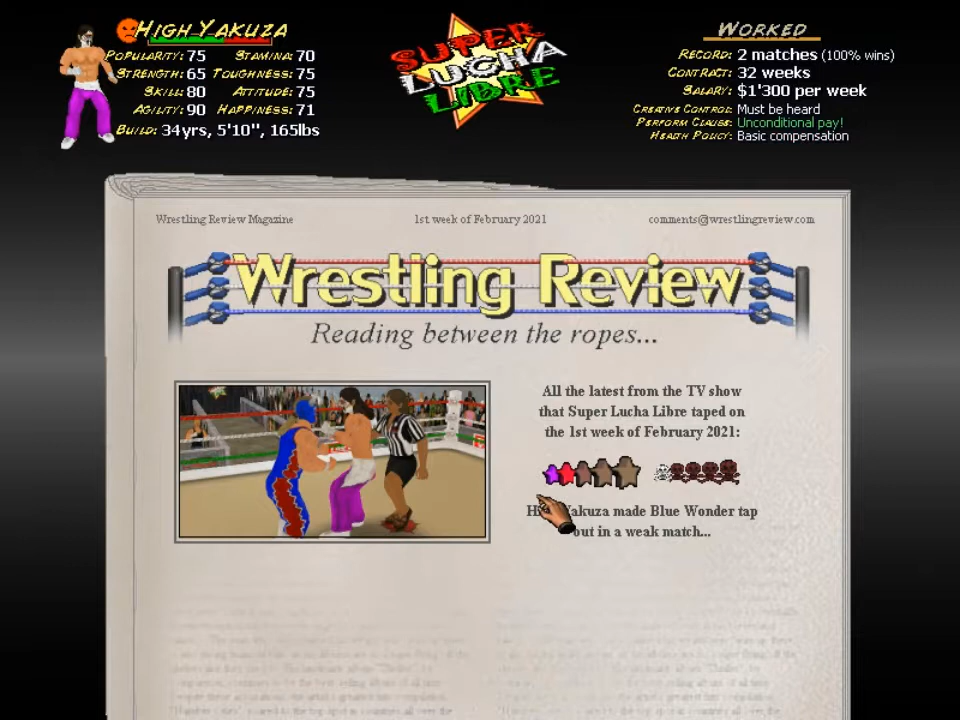 HIGH YAKUZA
POPULARITY: 75 STAMINA: 70
STRENGTH: 65 TOUGHNESS: 75
SKILL: 80 ATTITUDE: 75
AGILITY: 90 HAPPINESS: 71
BUILD: 34yrs, 5'10", 165lbs
SUPER
LUCHA
LIBRE
WORKED
RECORD: 2 matches (100% wins)
CONTRACT: 32 weeks
SALARY: $1'300 per week
CREATIVE CONTROL: Must be heard
PERFORM CLAUSE: Unconditional pay!
HEALTH POLICY: Basic compensation
Wrestling Review Magazine
1st week of February 2021
comments@wrestlingreview.com
Wrestling Review
Reading between the ropes...
All the latest from the TV show
that Super Lucha Libre taped on
the 1st week of February 2021:
Yakuza made Blue Wonder tap
out in a weak match...